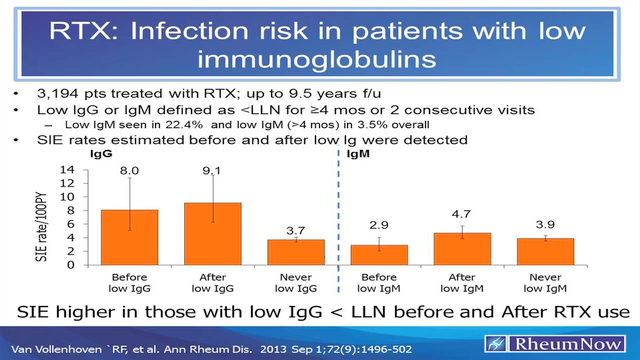 RTX: Infection risk in patients with low
immunoglobulins
• 3,194 pts treated with RTX; up to 9.5 years f/u
• Low IgG or IgM defined as <LLN for ≥4 mos or 2 consecutive visits
– Low IgM seen in 22.4% and low IgM (>4 mos) in 3.5% overall
• SIE rates estimated before and after low Ig were detected
IgG IgM
SIE rate/100PY
14
12
10
8
6
4
2
0
8.0 9.1 3.7 2.9 4.7 3.9
Before After Never Before After Never
low IgG low IgG low IgG low IgM low IgM low IgM
SIE higher in those with low IgG < LLN before and After RTX use
Van Vollenhoven `RF, et al. Ann Rheum Dis. 2013 Sep 1;72(9):1496-502
RheumNow